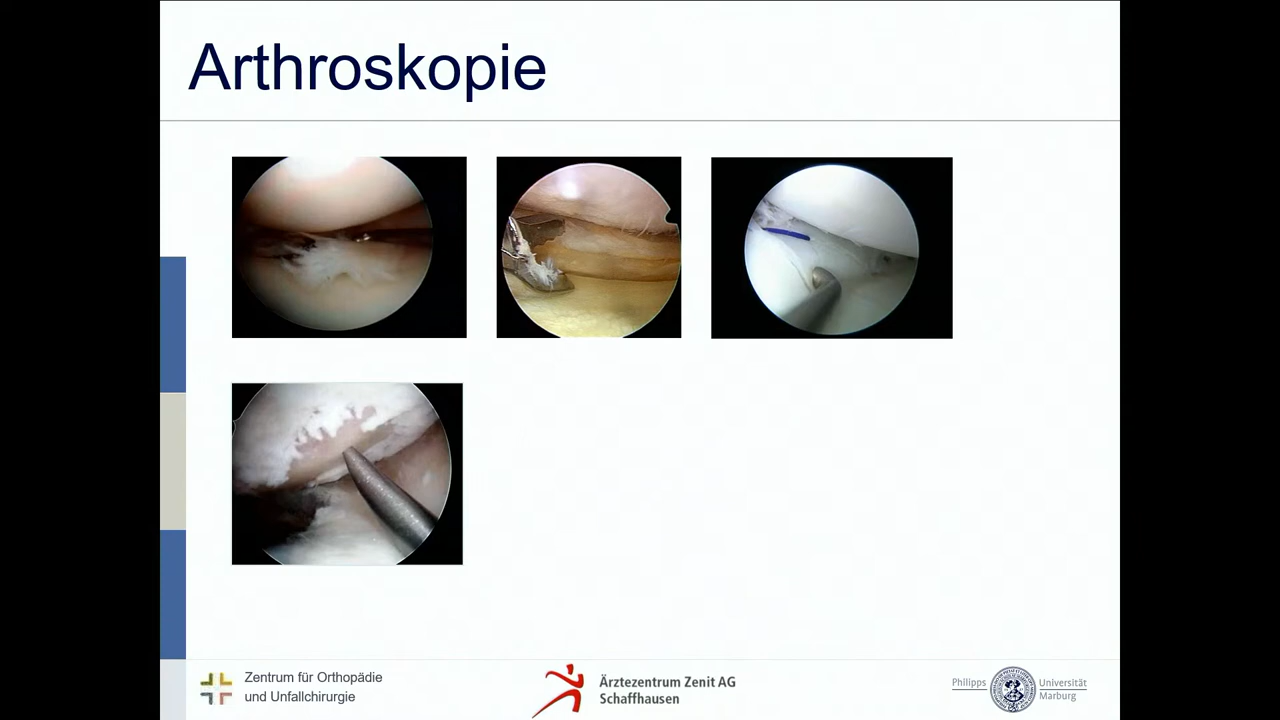 Arthroskopie
Zentrum für Orthopädie
und Unfallchirurgie
Ärztezentrum Zenit AG
Schaffhausen
Philipps Universität
Marburg